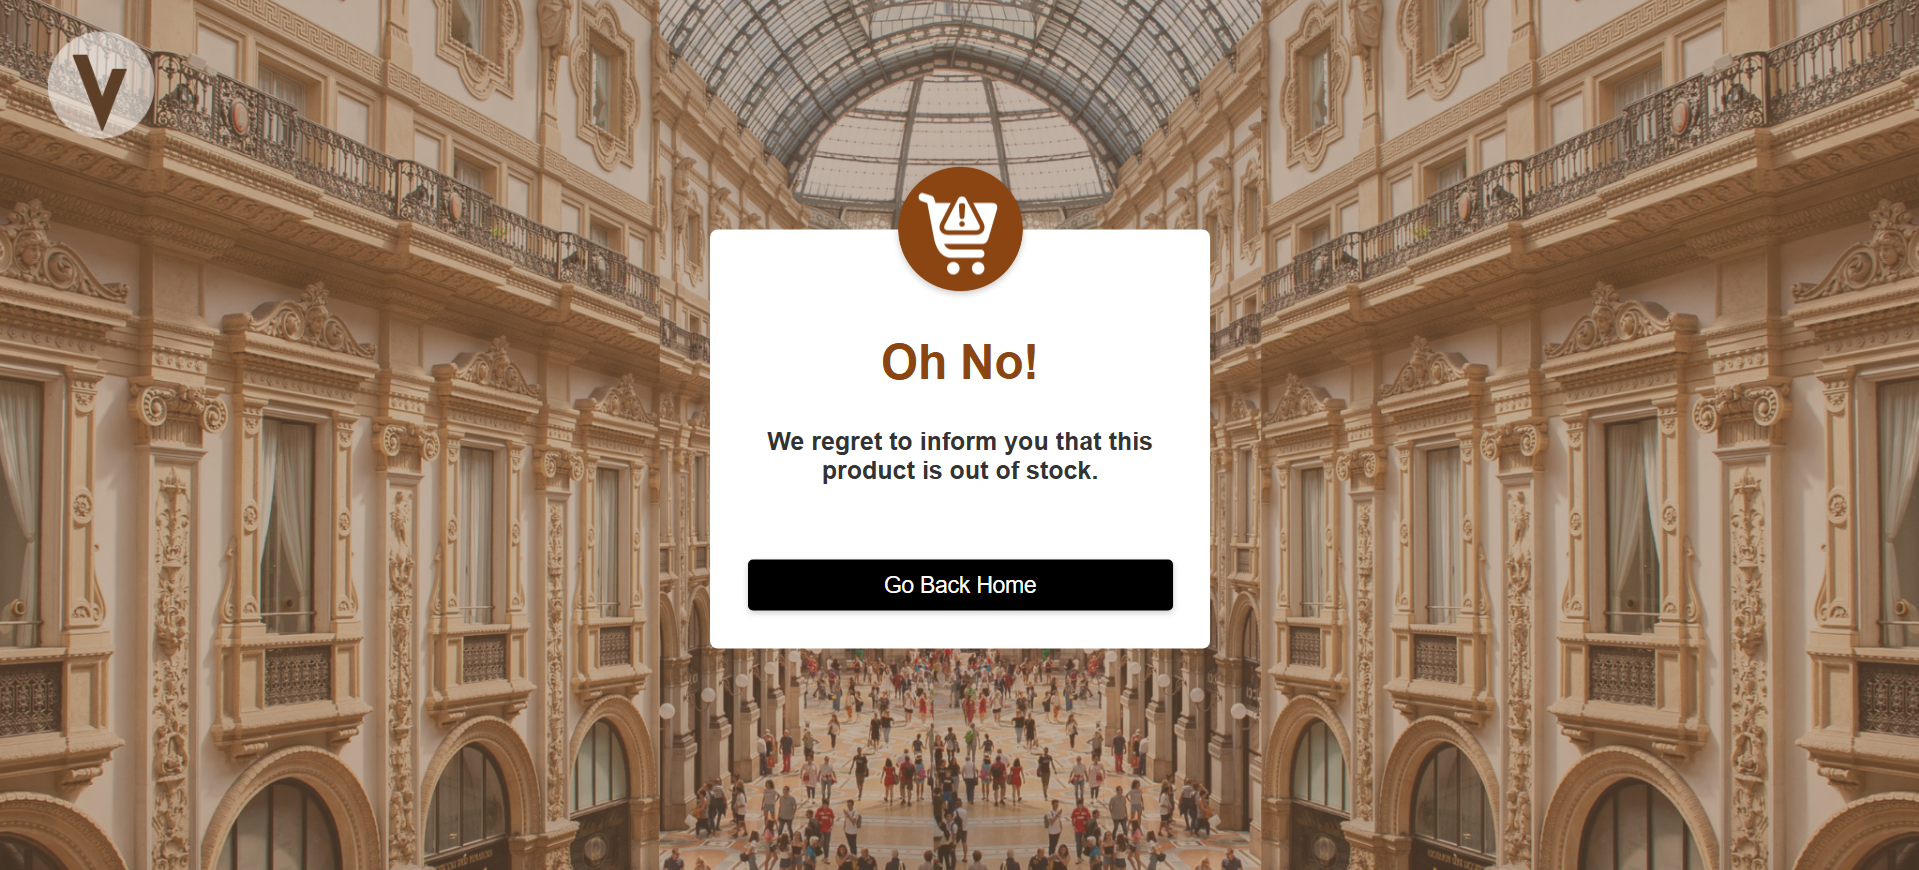 V
Oh No!
We regret to inform you that this
product is out of stock.
Go Back Home